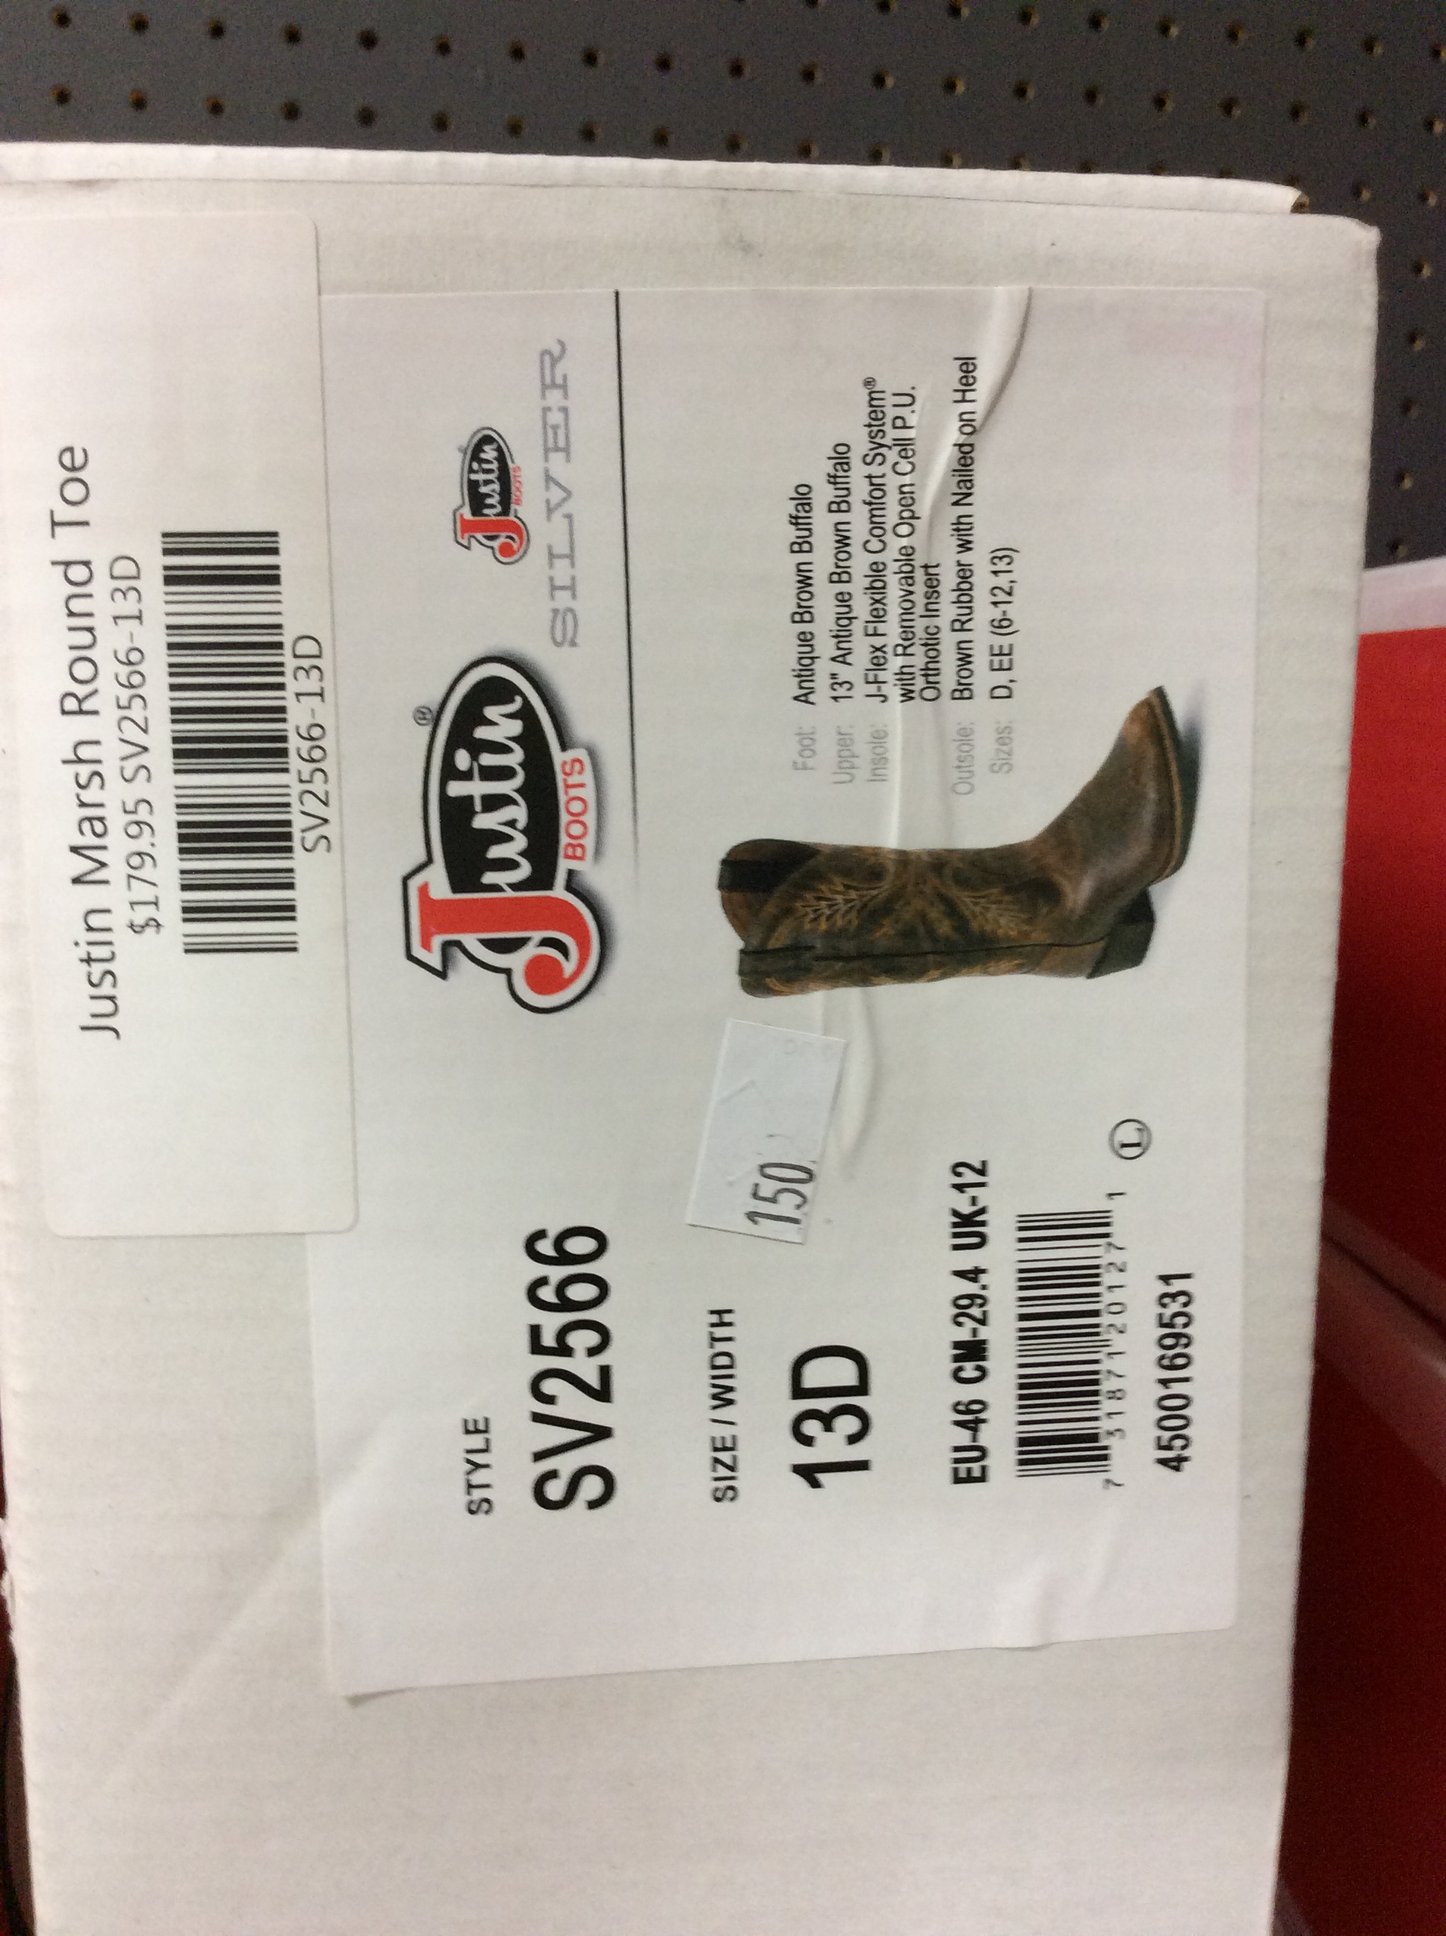 Justin Marsh Round Toe
$179.95 SV2566-13D
SV2566-13D
Justin®
BOOTS
Justin
BOOTS
SILVER
STYLE
SV2566
SIZE / WIDTH
13D
150
Foot: Antique Brown Buffalo
Upper: 13" Antique Brown Buffalo
Insole: J-Flex Flexible Comfort System®
with Removable Open Cell P.U.
Orthotic Insert
Outsole: Brown Rubber with Nailed on Heel
Sizes: D, EE (6-12,13)
EU-46 CM-29.4 UK-12
7 31871 20127 1
L
4500169531